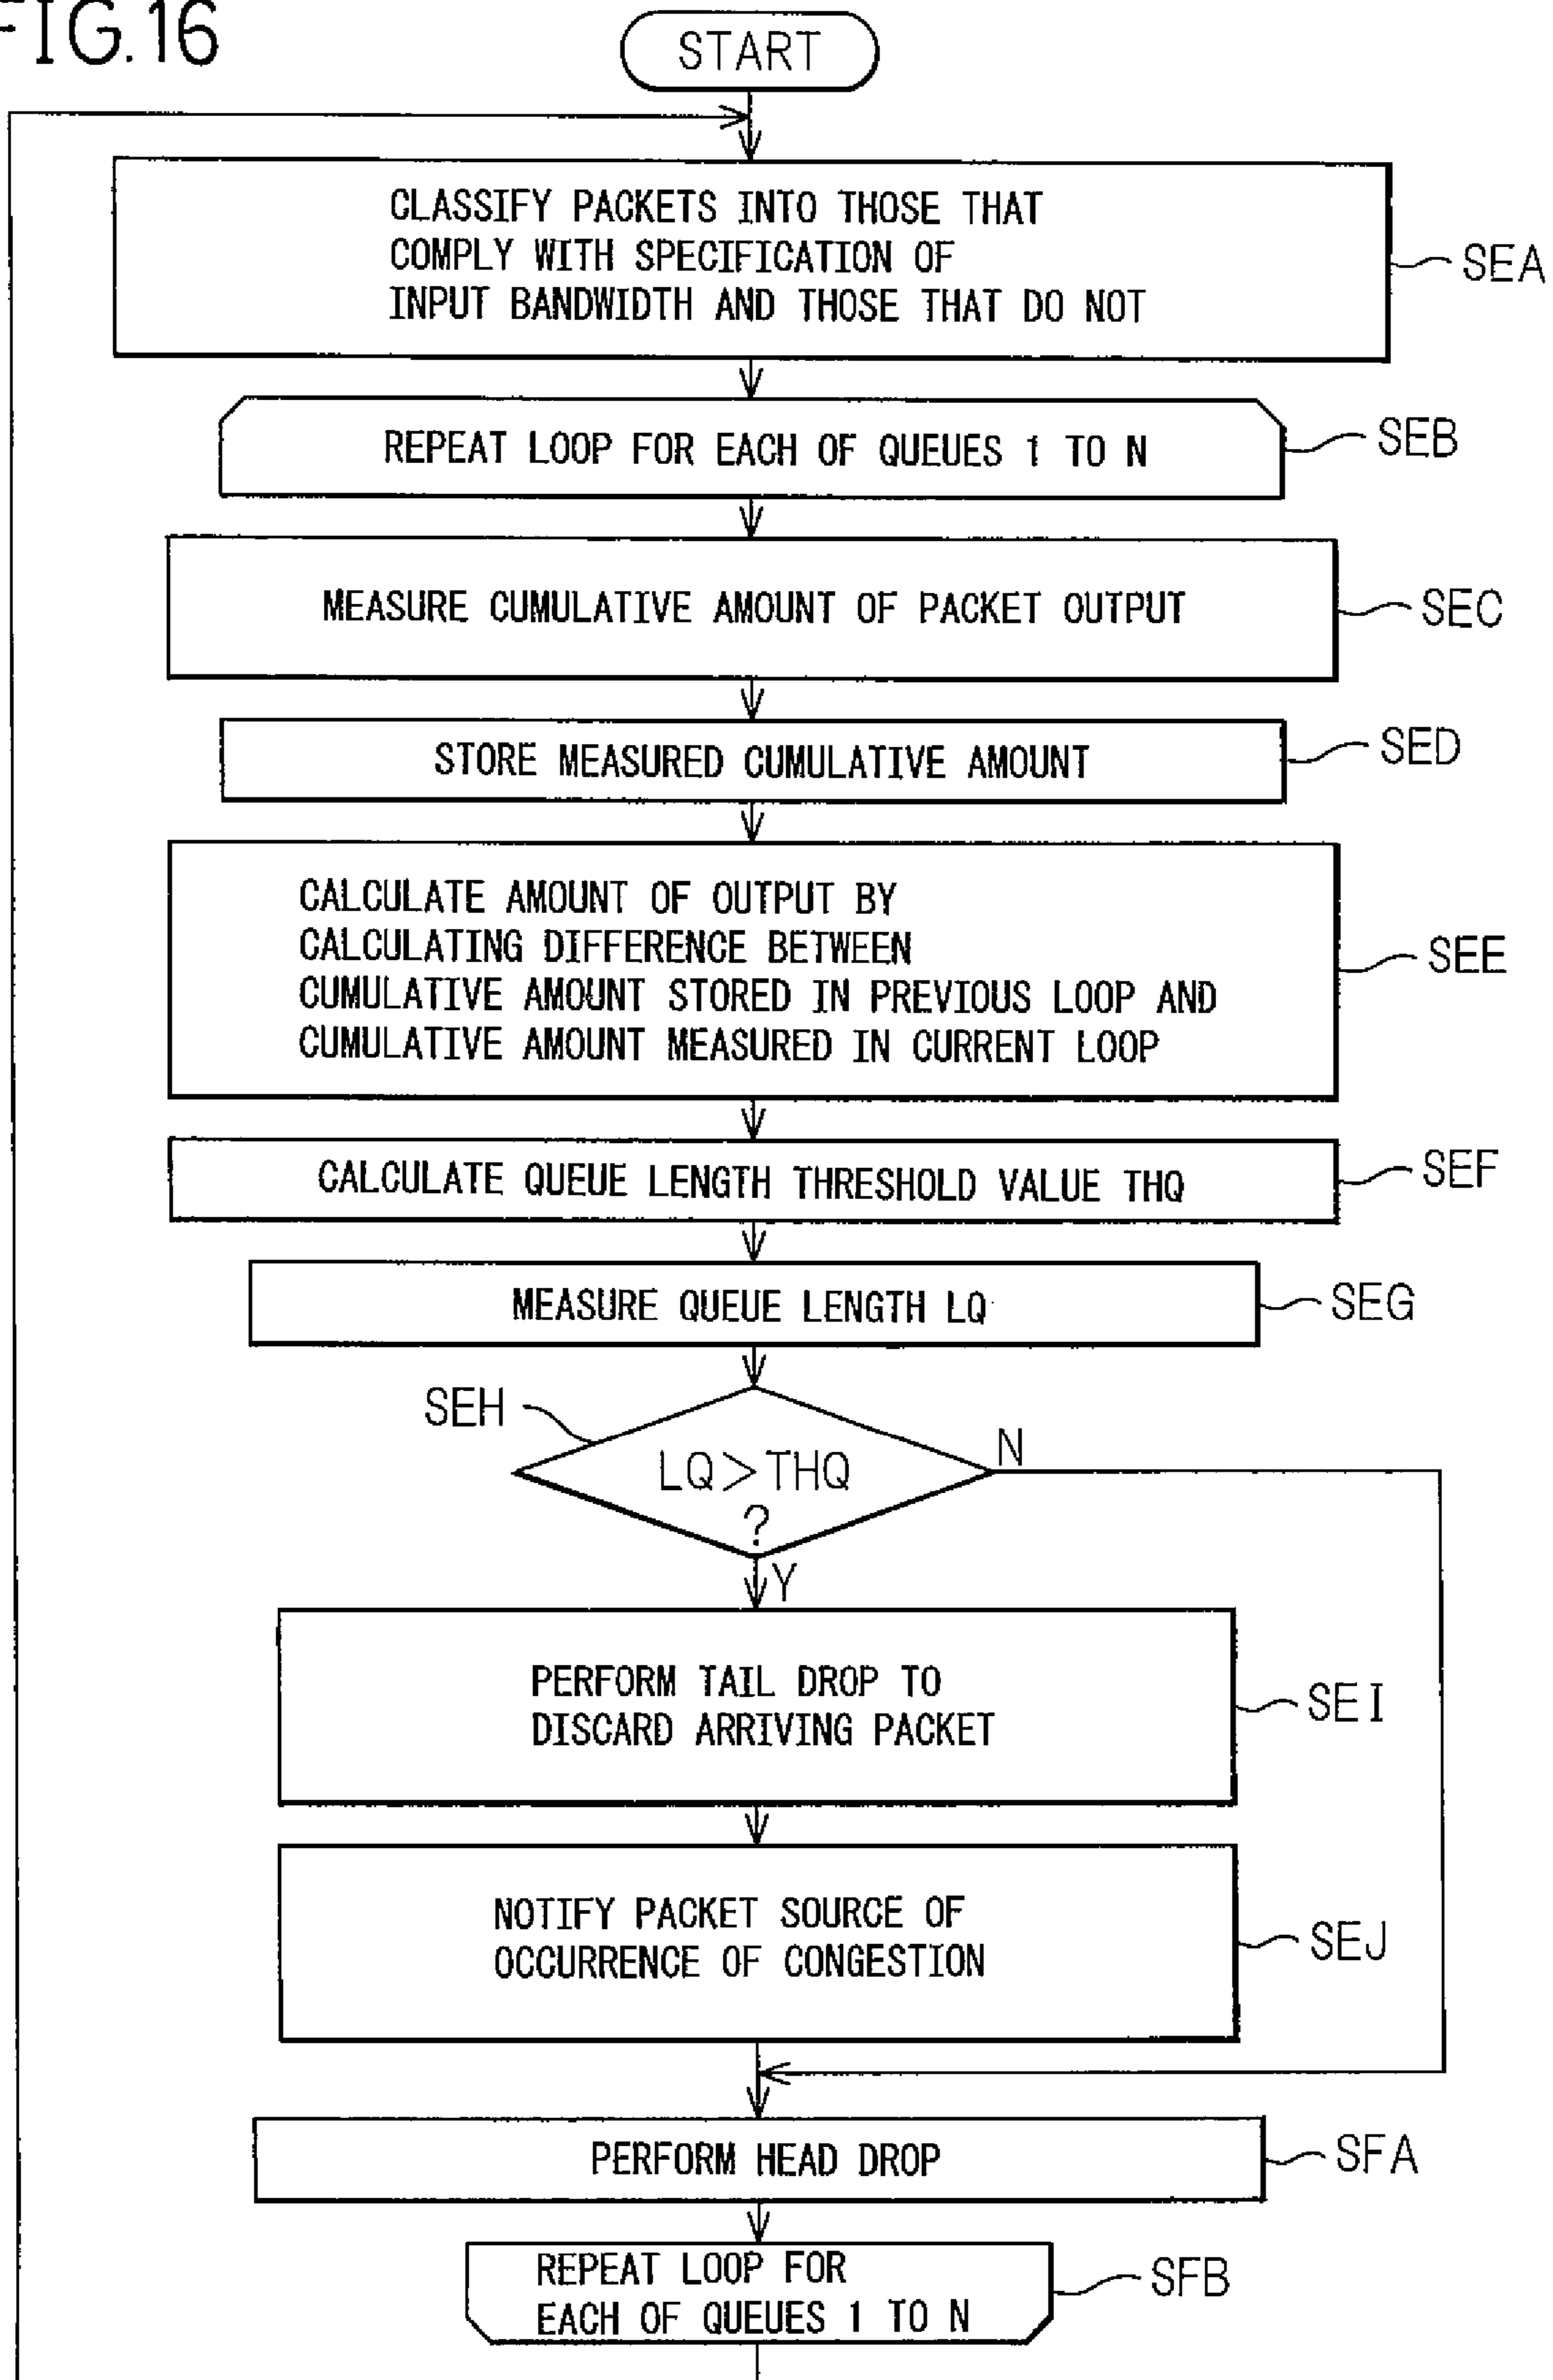 FIG.16
START
CLASSIFY PACKETS INTO THOSE THAT
COMPLY WITH SPECIFICATION OF
INPUT BANDWIDTH AND THOSE THAT DO NOT
SEA
REPEAT LOOP FOR EACH OF QUEUES 1 TO N
SEB
MEASURE CUMULATIVE AMOUNT OF PACKET OUTPUT
SEC
STORE MEASURED CUMULATIVE AMOUNT
SED
CALCULATE AMOUNT OF OUTPUT BY
CALCULATING DIFFERENCE BETWEEN
CUMULATIVE AMOUNT STORED IN PREVIOUS LOOP AND
CUMULATIVE AMOUNT MEASURED IN CURRENT LOOP
SEE
CALCULATE QUEUE LENGTH THRESHOLD VALUE THQ
SEF
MEASURE QUEUE LENGTH LQ
SEG
SEH
LQ>THQ
?
N
Y
PERFORM TAIL DROP TO
DISCARD ARRIVING PACKET
SEI
NOTIFY PACKET SOURCE OF
OCCURRENCE OF CONGESTION
SEJ
PERFORM HEAD DROP
SFA
REPEAT LOOP FOR
EACH OF QUEUES 1 TO N
SFB